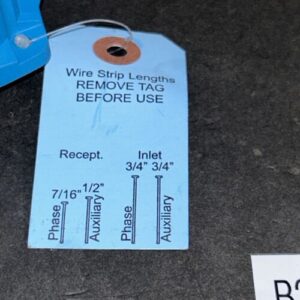 Wire Strip Lengths
REMOVE TAG
BEFORE USE
Recept. Inlet
7/16" 1/2" 3/4" 3/4"
Phase Auxiliary Phase Auxiliary